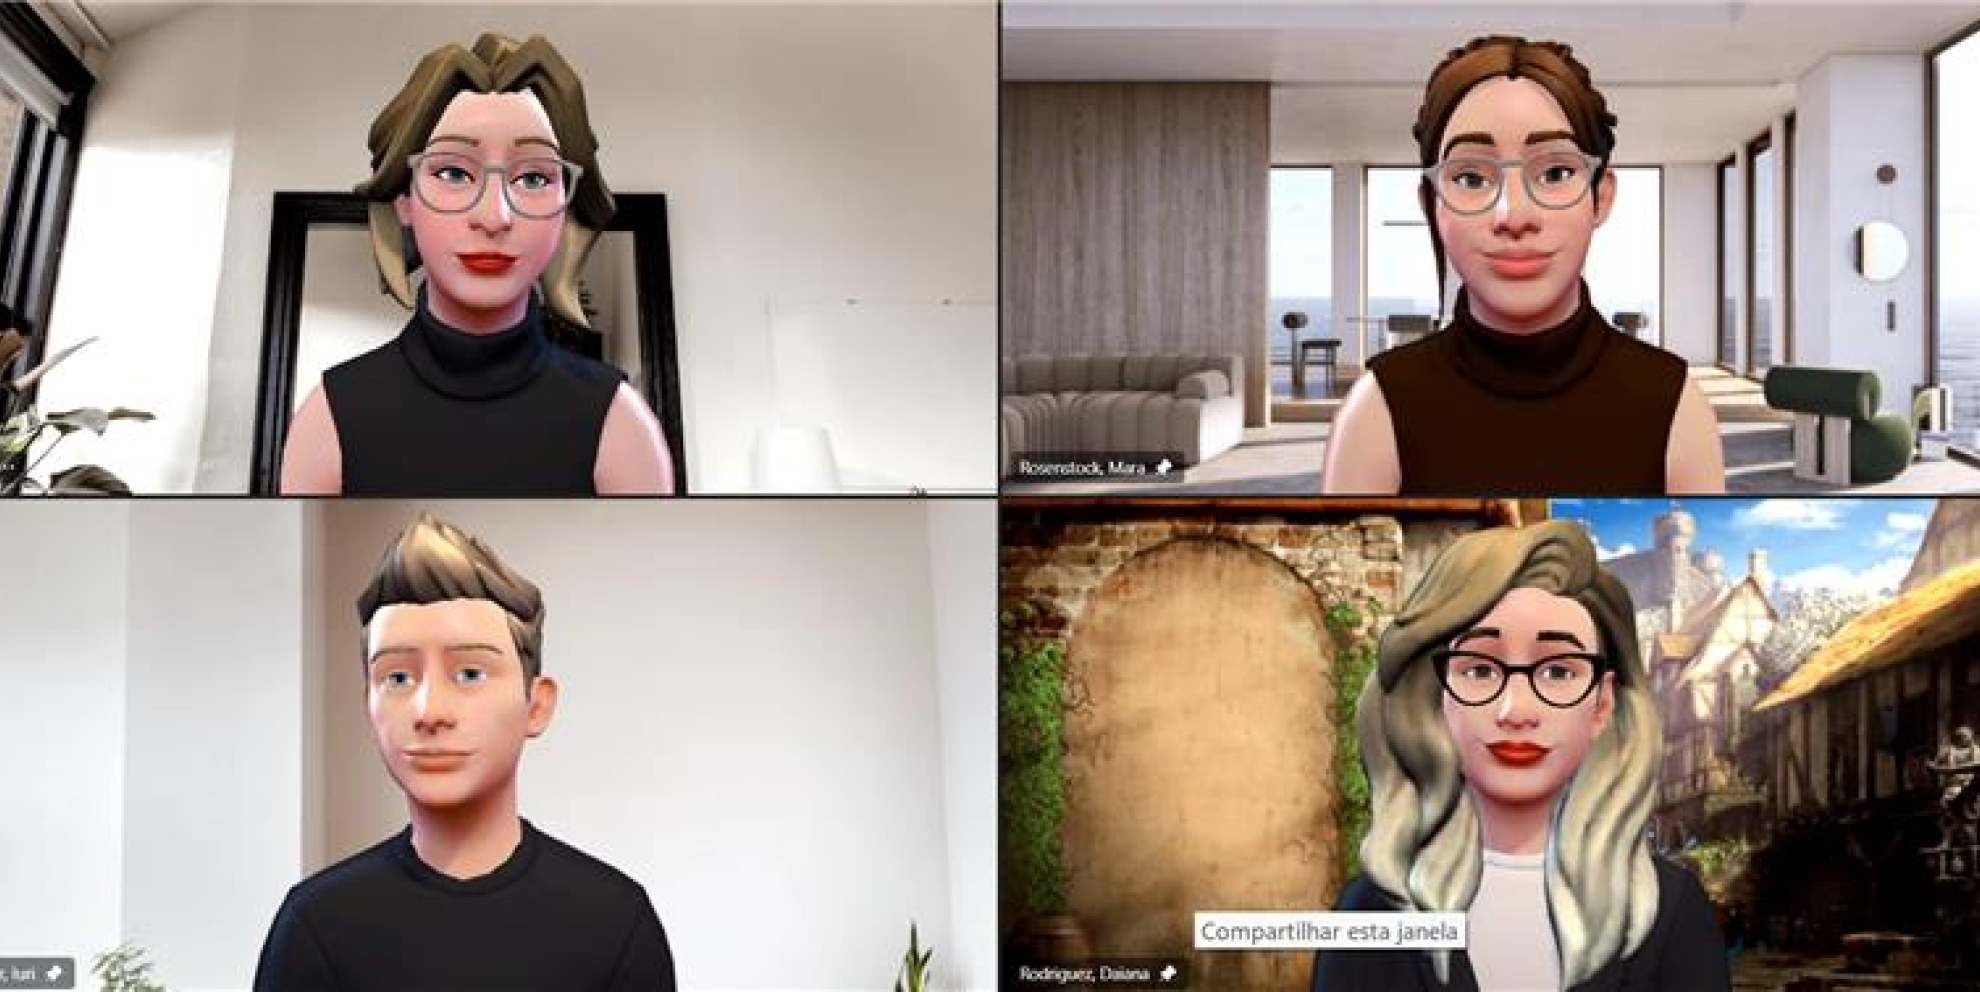 Rosenstock, Mara
Compartilhar esta janela
, Iuri
Rodriguez, Daiana